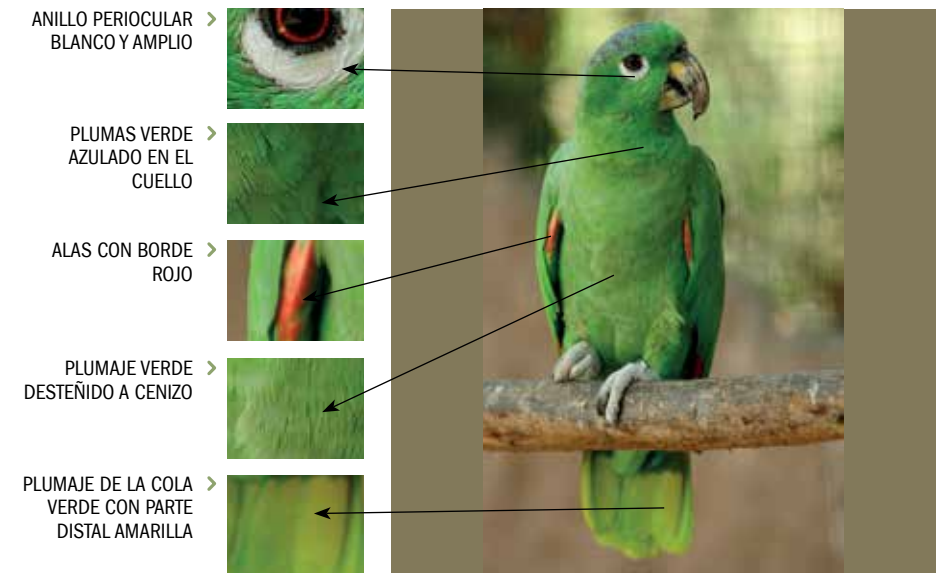 ANILLO PERIOCULAR
BLANCO Y AMPLIO
PLUMAS VERDE
AZULADO EN EL
CUELLO
ALAS CON BORDE
ROJO
PLUMAJE VERDE
DESTEÑIDO A CENIZO
PLUMAJE DE LA COLA
VERDE CON PARTE
DISTAL AMARILLA